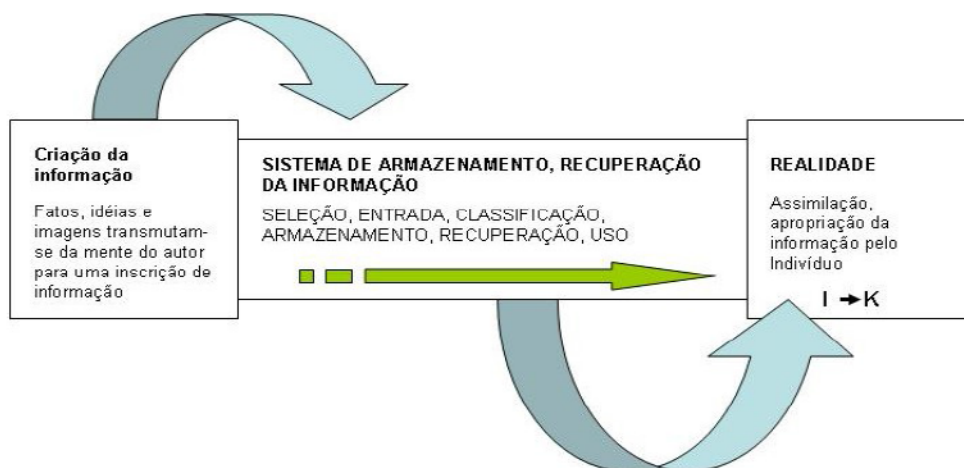 Criação da
informação
Fatos, idéias e
imagens transmutam-
se da mente do autor
para uma inscrição de
informação
SISTEMA DE ARMAZENAMENTO, RECUPERAÇÃO
DA INFORMAÇÃO
SELEÇÃO, ENTRADA, CLASSIFICAÇÃO,
ARMAZENAMENTO, RECUPERAÇÃO, USO
REALIDADE
Assimilação,
apropriação da
informação pelo
Indivíduo
I → K